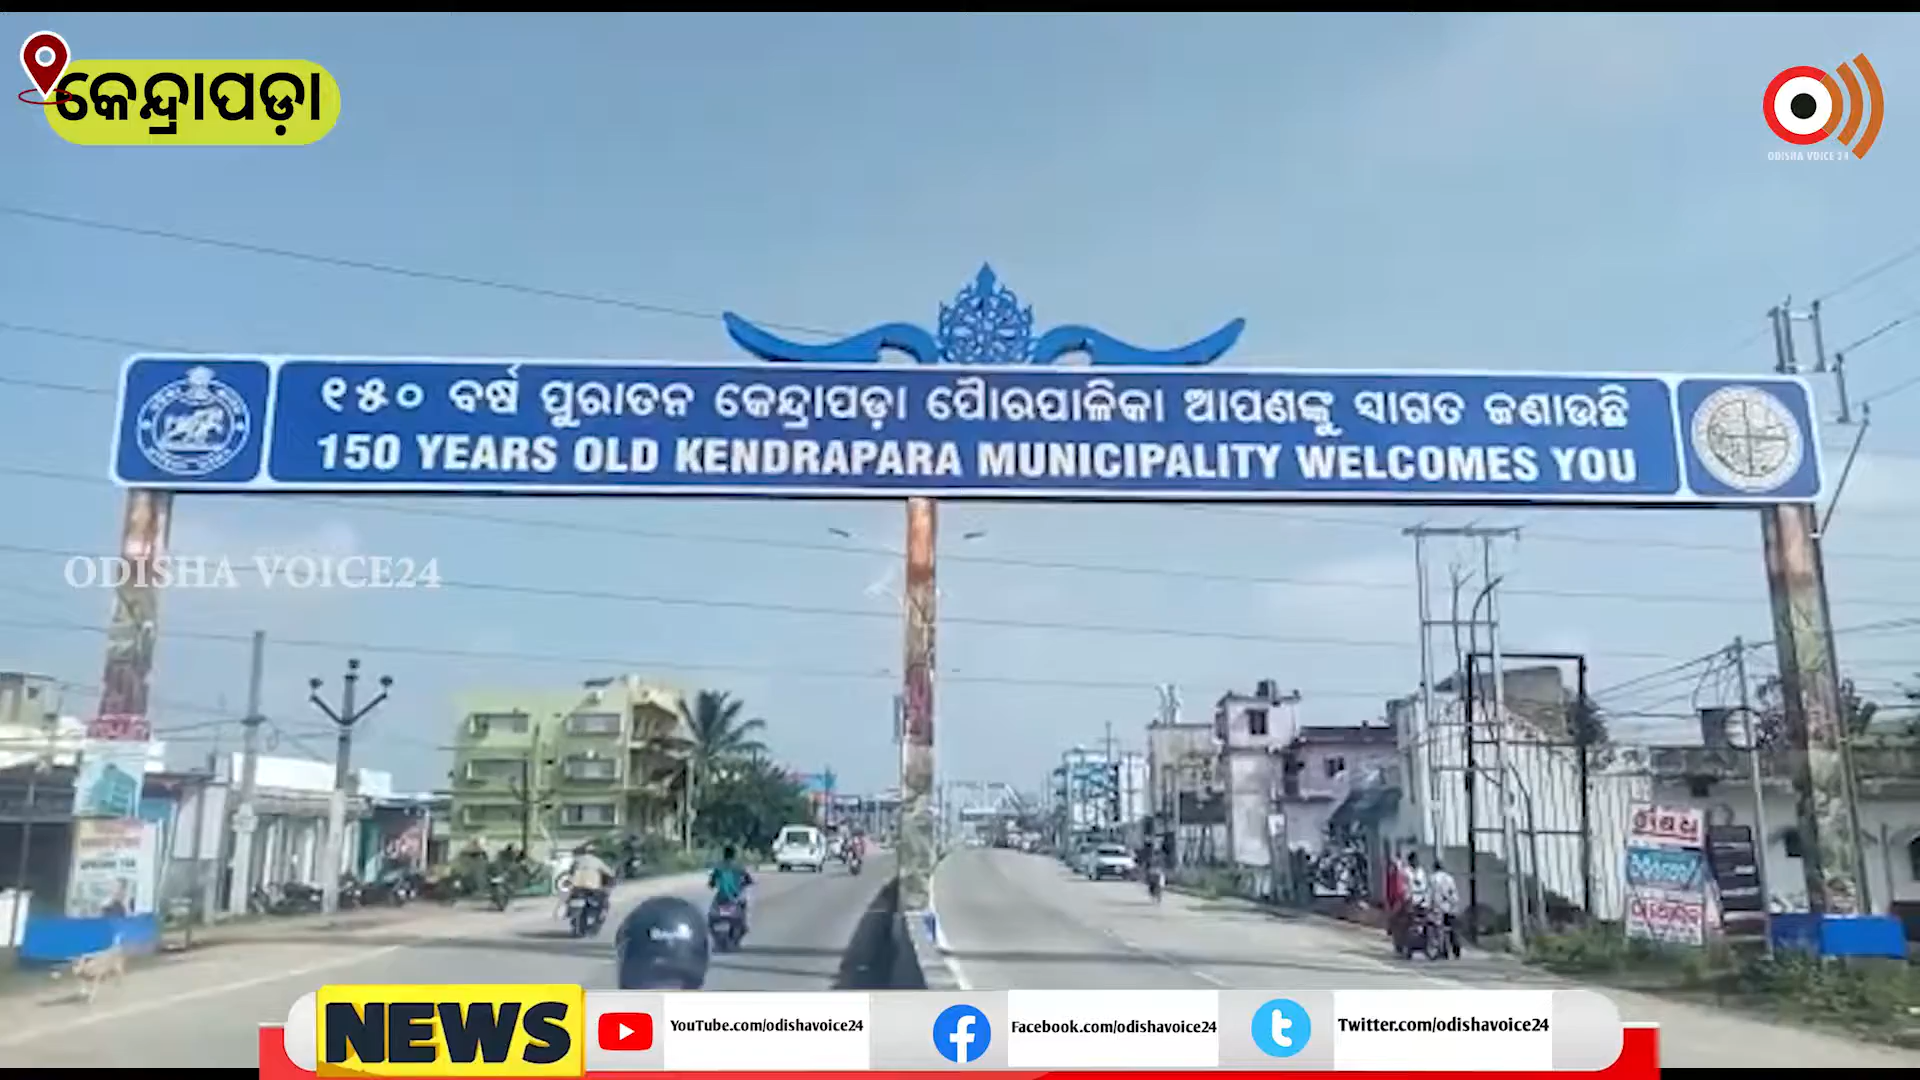 କେନ୍ଦ୍ରାପଡ଼ା
ODISHA VOICE 24
୧୫୦ ବର୍ଷ ପୁରାତନ କେନ୍ଦ୍ରାପଡ଼ା ପୌରପାଳିକା ଆପଣଙ୍କୁ ସ୍ୱାଗତ ଜଣାଉଛି
150 YEARS OLD KENDRAPARA MUNICIPALITY WELCOMES YOU
ODISHA VOICE24
ଔଷଧ
NEWS
YouTube.com/odishavoice24
Facebook.com/odishavoice24
Twitter.com/odishavoice24